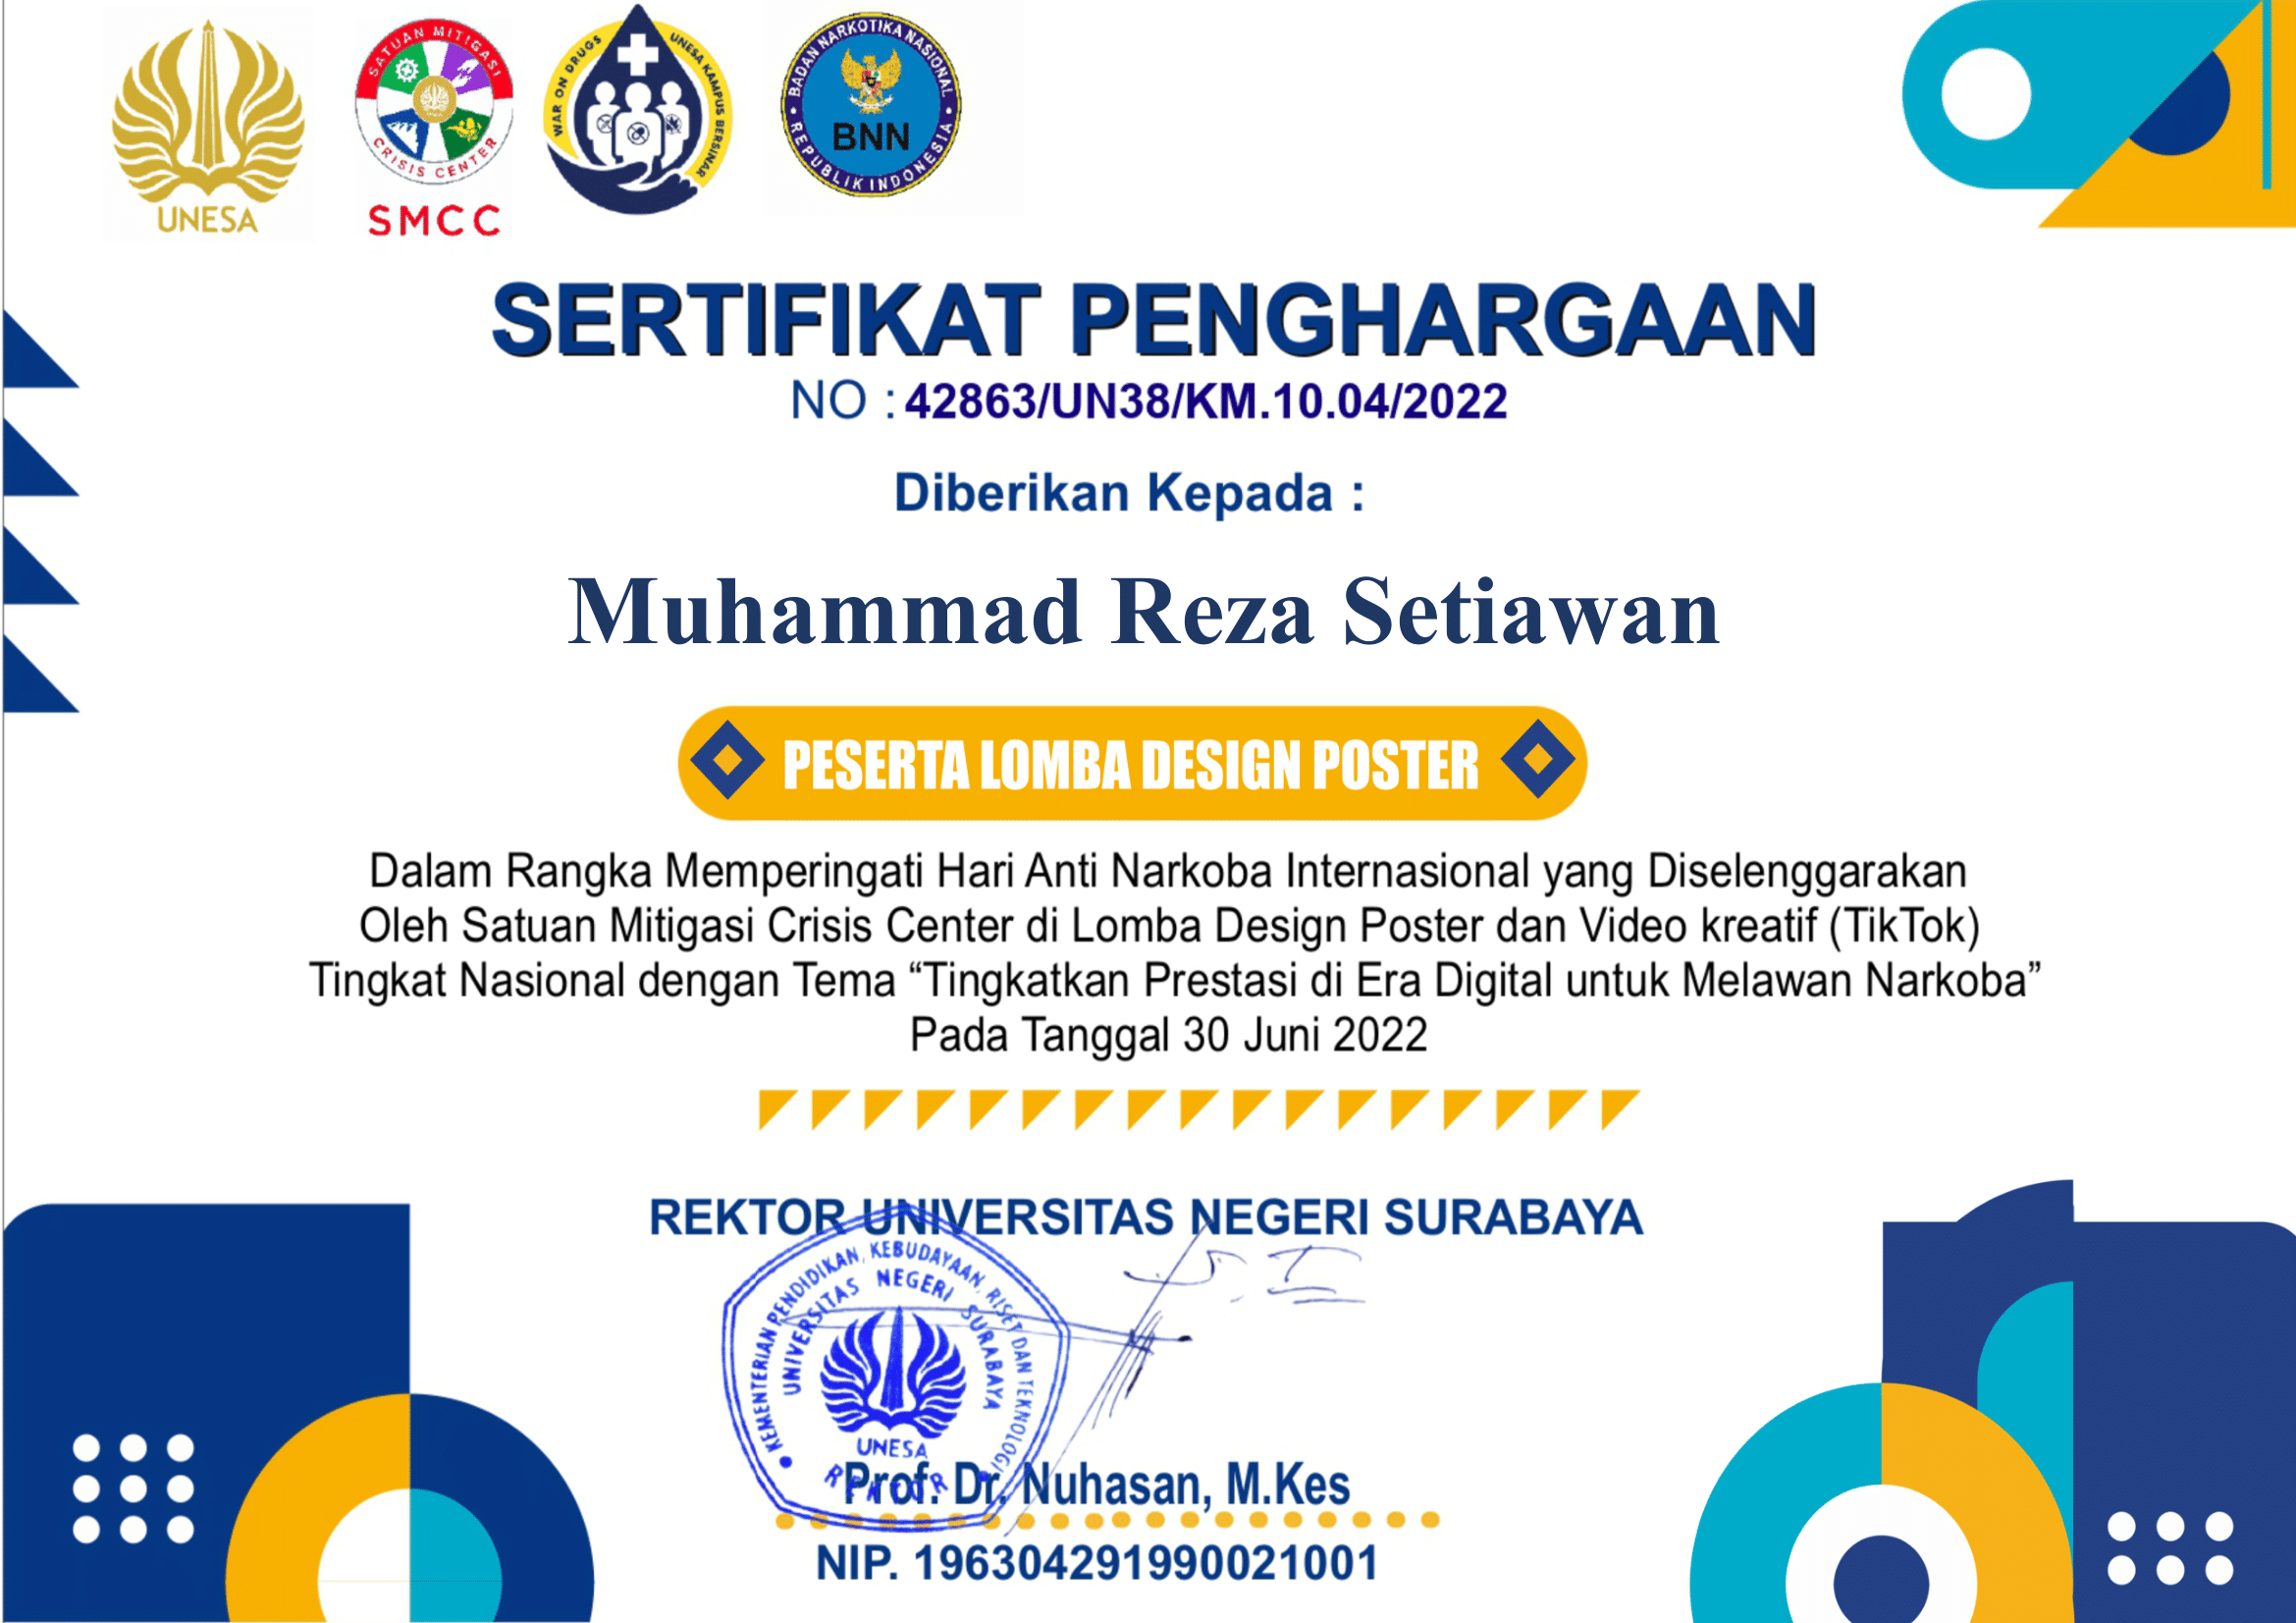 UNESA
SATUAN MITIGASI
CRISIS CENTER
SMCC
WAR ON DRUGS
UNESA KAMPUS BERSINAR
BADAN NARKOTIKA NASIONAL
BNN
REPUBLIK INDONESIA
SERTIFIKAT PENGHARGAAN
NO : 42863/UN38/KM.10.04/2022
Diberikan Kepada :
Muhammad Reza Setiawan
PESERTA LOMBA DESIGN POSTER
Dalam Rangka Memperingati Hari Anti Narkoba Internasional yang Diselenggarakan
Oleh Satuan Mitigasi Crisis Center di Lomba Design Poster dan Video kreatif (TikTok)
Tingkat Nasional dengan Tema “Tingkatkan Prestasi di Era Digital untuk Melawan Narkoba”
Pada Tanggal 30 Juni 2022
REKTOR UNIVERSITAS NEGERI SURABAYA
KEMENTERIAN PENDIDIKAN, KEBUDAYAAN, RISET DAN TEKNOLOGI
UNIVERSITAS NEGERI SURABAYA
UNESA
REKTOR
Prof. Dr. Nuhasan, M.Kes
NIP. 196304291990021001